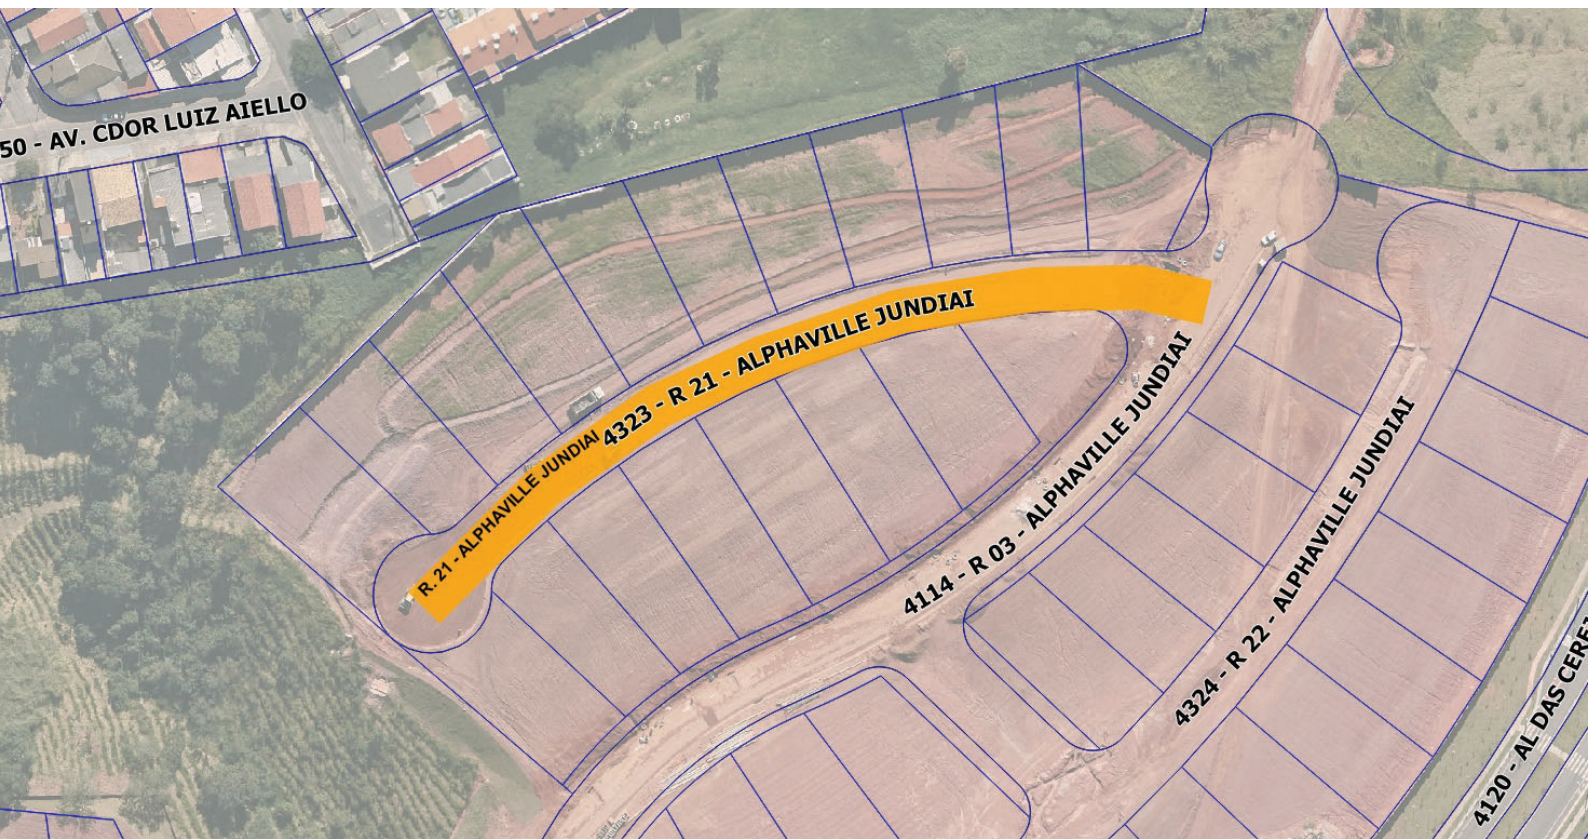 50 - AV. CDOR LUIZ AIELLO
4323 - R 21 - ALPHAVILLE JUNDIAI
R. 21 - ALPHAVILLE JUNDIAI
4114 - R 03 - ALPHAVILLE JUNDIAI
4324 - R 22 - ALPHAVILLE JUNDIAI
4120 - AL DAS CEREJ